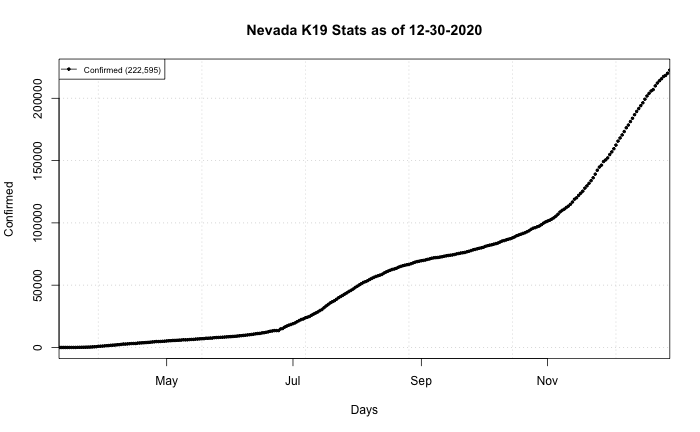 Nevada K19 Stats as of 12-30-2020
Confirmed (222,595)
200000
150000
100000
50000
0
Confirmed
May Jul Sep Nov
Days